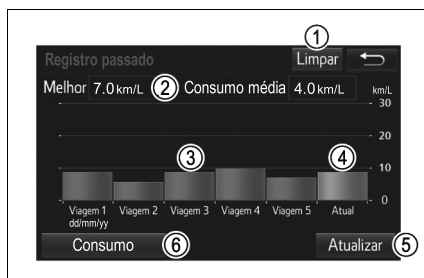 ①
Registro passado Limpar
Melhor 7.0 km/L ② Consumo média 4.0 km/L km/L
30
20
③ ④
10
0
Viagem 1 Viagem 2 Viagem 3 Viagem 4 Viagem 5 Atual
dd/mm/yy
Consumo ⑥ Atualizar ⑤